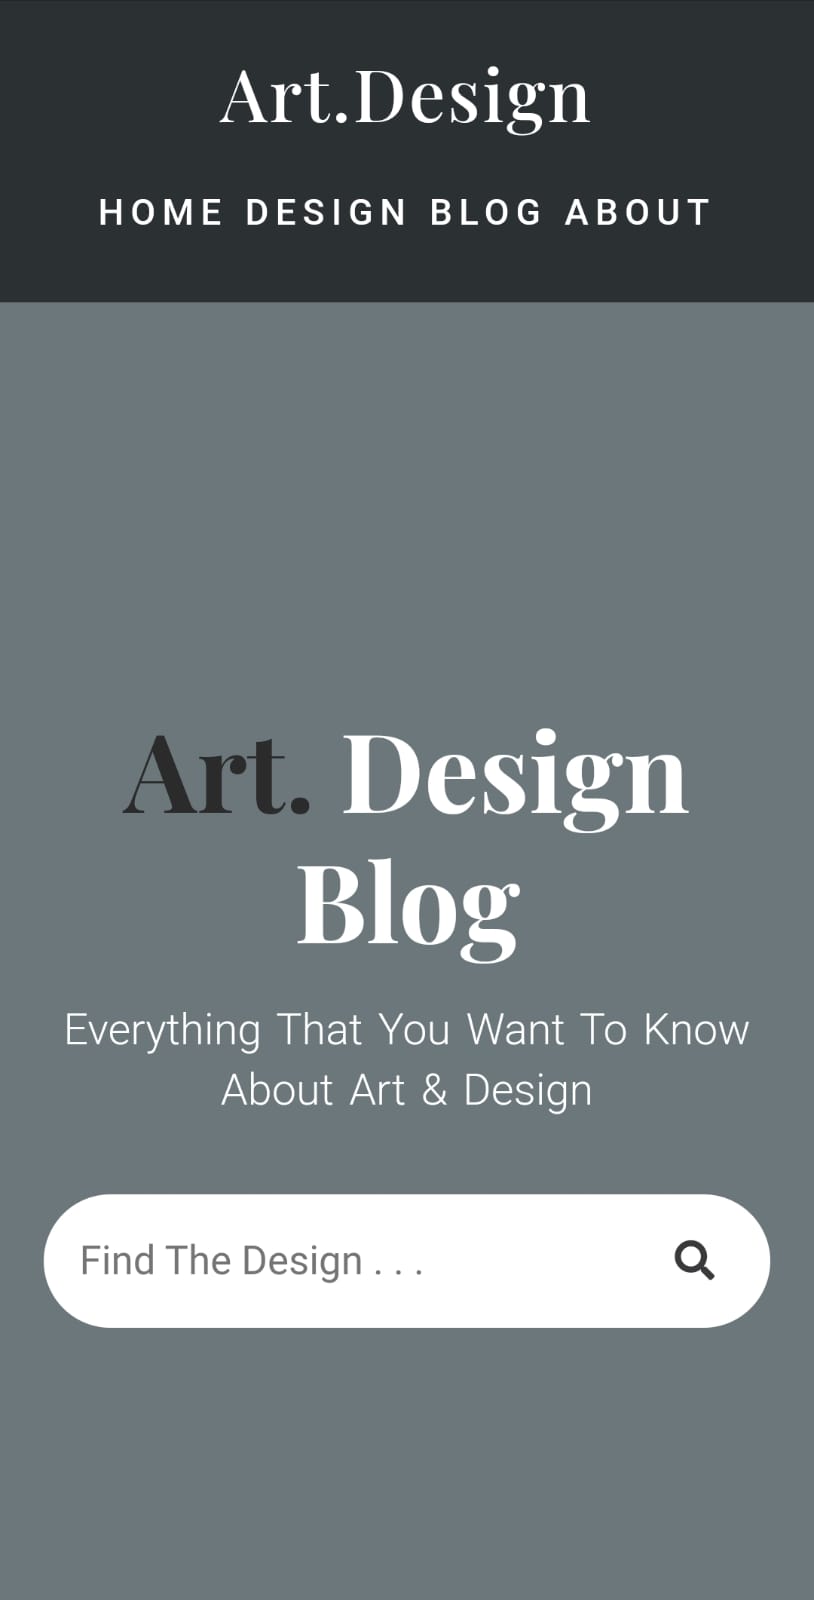 Art.Design
HOME DESIGN BLOG ABOUT
Art. Design
Blog
Everything That You Want To Know
About Art & Design
Find The Design . . .